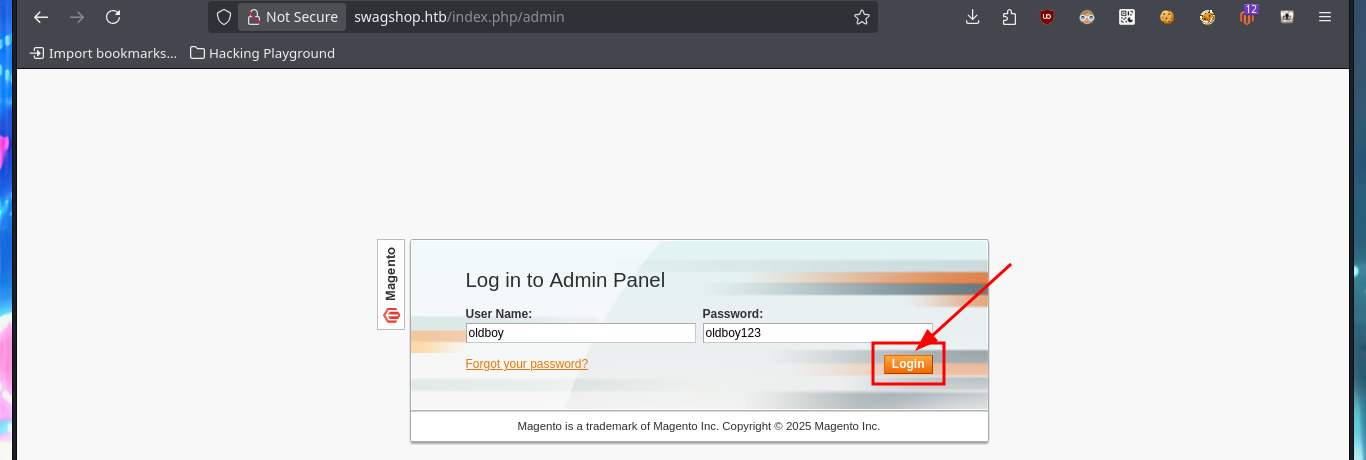 Not Secure swagshop.htb/index.php/admin
12
Import bookmarks... Hacking Playground
Magento
Log in to Admin Panel
User Name: Password:
oldboy oldboy123
Forgot your password? Login
Magento is a trademark of Magento Inc. Copyright © 2025 Magento Inc.